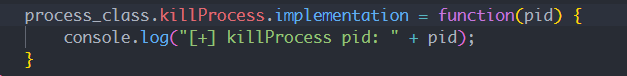 process_class.killProcess.implementation = function(pid) {
    console.log("[+] killProcess pid: " + pid);
}